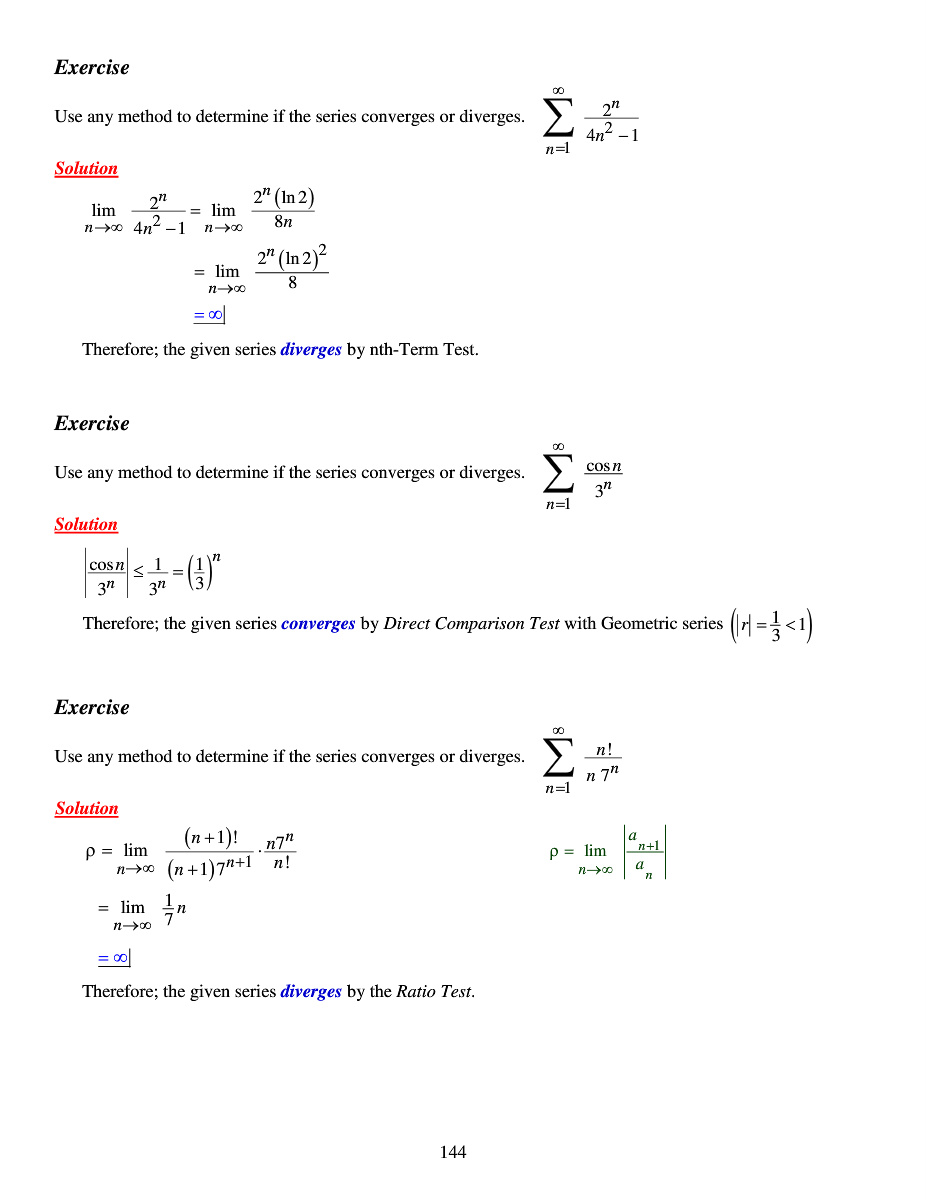 Exercise
Use any method to determine if the series converges or diverges. $\sum_{n=1}^{\infty} \frac{2^n}{4n^2-1}$
Solution
$\lim_{n\to\infty} \frac{2^n}{4n^2-1} = \lim_{n\to\infty} \frac{2^n(\ln 2)}{8n}$
$= \lim_{n\to\infty} \frac{2^n(\ln 2)^2}{8}$
$= \infty|$
Therefore; the given series diverges by nth-Term Test.
Exercise
Use any method to determine if the series converges or diverges. $\sum_{n=1}^{\infty} \frac{\cos n}{3^n}$
Solution
$\left|\frac{\cos n}{3^n}\right| \le \frac{1}{3^n} = \left(\frac{1}{3}\right)^n$
Therefore; the given series converges by Direct Comparison Test with Geometric series $\left(|r| = \frac{1}{3} < 1\right)$
Exercise
Use any method to determine if the series converges or diverges. $\sum_{n=1}^{\infty} \frac{n!}{n\,7^n}$
Solution
$\rho = \lim_{n\to\infty} \frac{(n+1)!}{(n+1)7^{n+1}} \cdot \frac{n7^n}{n!}$ $\rho = \lim_{n\to\infty} \left|\frac{a_{n+1}}{a_n}\right|$
$= \lim_{n\to\infty} \frac{1}{7}n$
$= \infty|$
Therefore; the given series diverges by the Ratio Test.
144